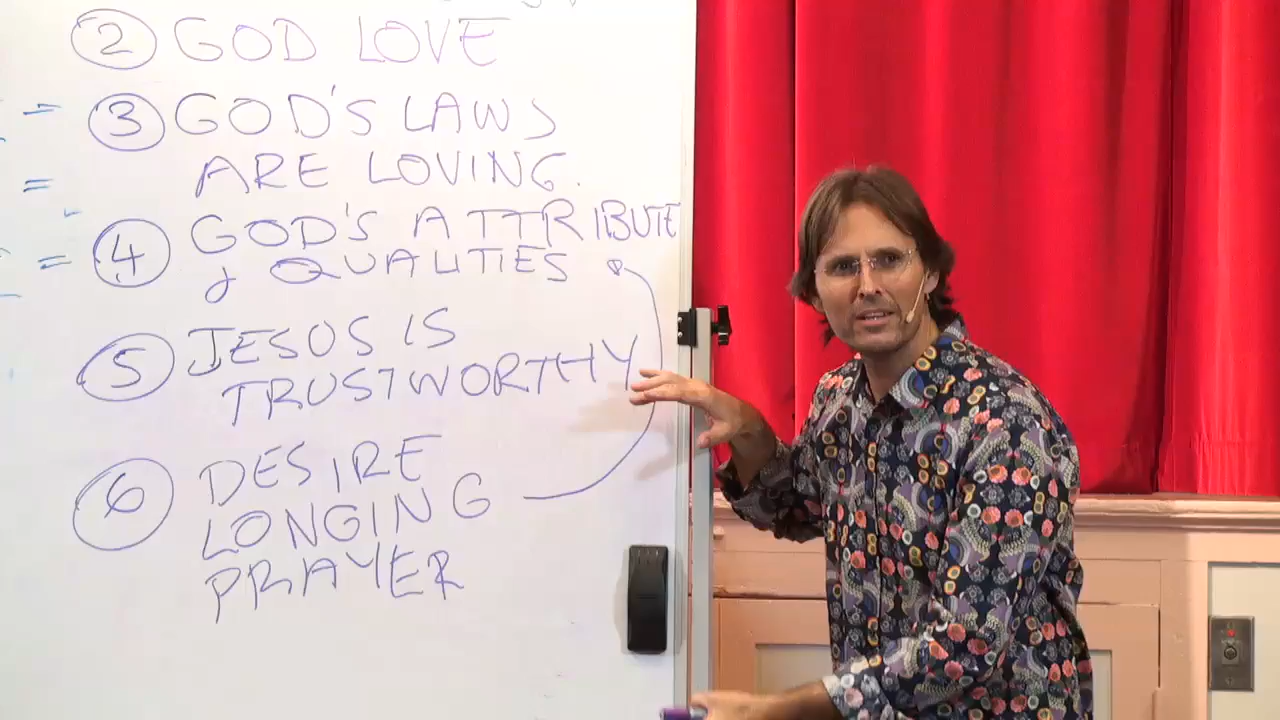 2 GOD LOVE
3 GOD'S LAWS
ARE LOVING.
4 GOD'S ATTRIBUTE
& QUALITIES
5 JESUS IS
TRUSTWORTHY
6 DESIRE
LONGING
PRAYER